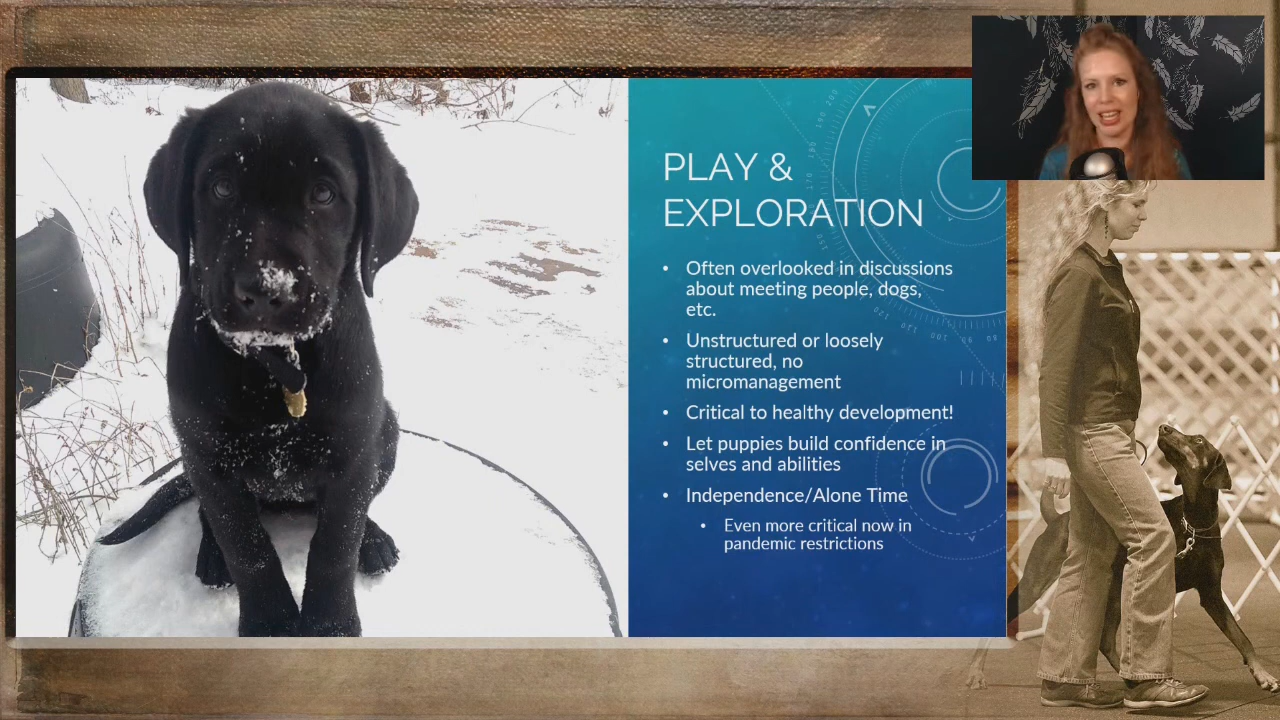 PLAY &
EXPLORATION
• Often overlooked in discussions
about meeting people, dogs,
etc.
• Unstructured or loosely
structured, no
micromanagement
• Critical to healthy development!
• Let puppies build confidence in
selves and abilities
• Independence/Alone Time
• Even more critical now in
pandemic restrictions